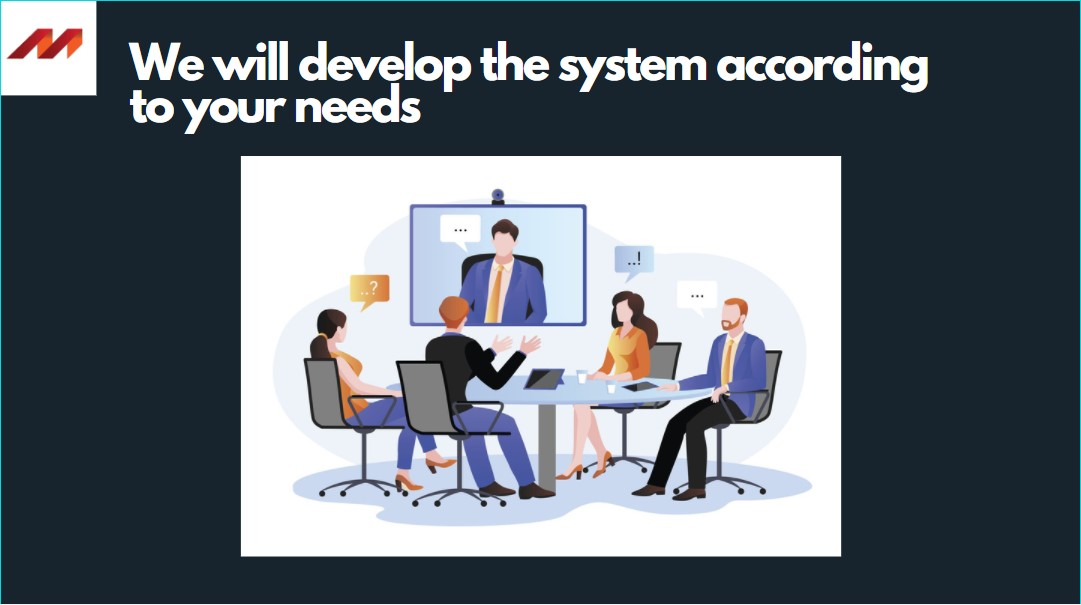 We will develop the system according
to your needs
...
..?
..!
...